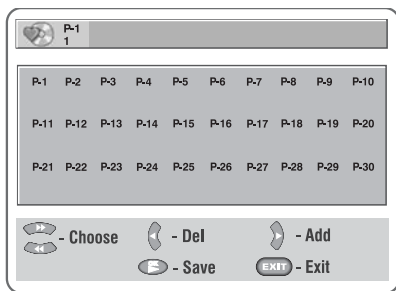 P-1
1
P-1 P-2 P-3 P-4 P-5 P-6 P-7 P-8 P-9 P-10
P-11 P-12 P-13 P-14 P-15 P-16 P-17 P-18 P-19 P-20
P-21 P-22 P-23 P-24 P-25 P-26 P-27 P-28 P-29 P-30
- Choose - Del - Add
- Save EXIT - Exit